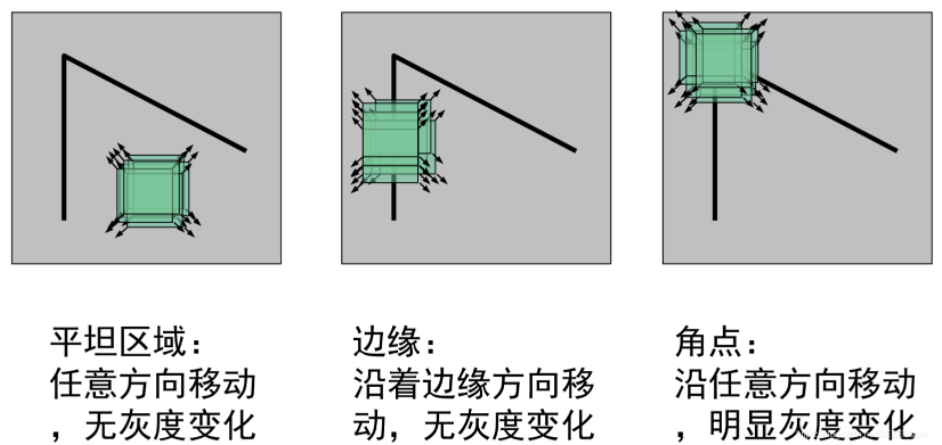 平坦区域：
任意方向移动
，无灰度变化
边缘：
沿着边缘方向移
动，无灰度变化
角点：
沿任意方向移动
，明显灰度变化